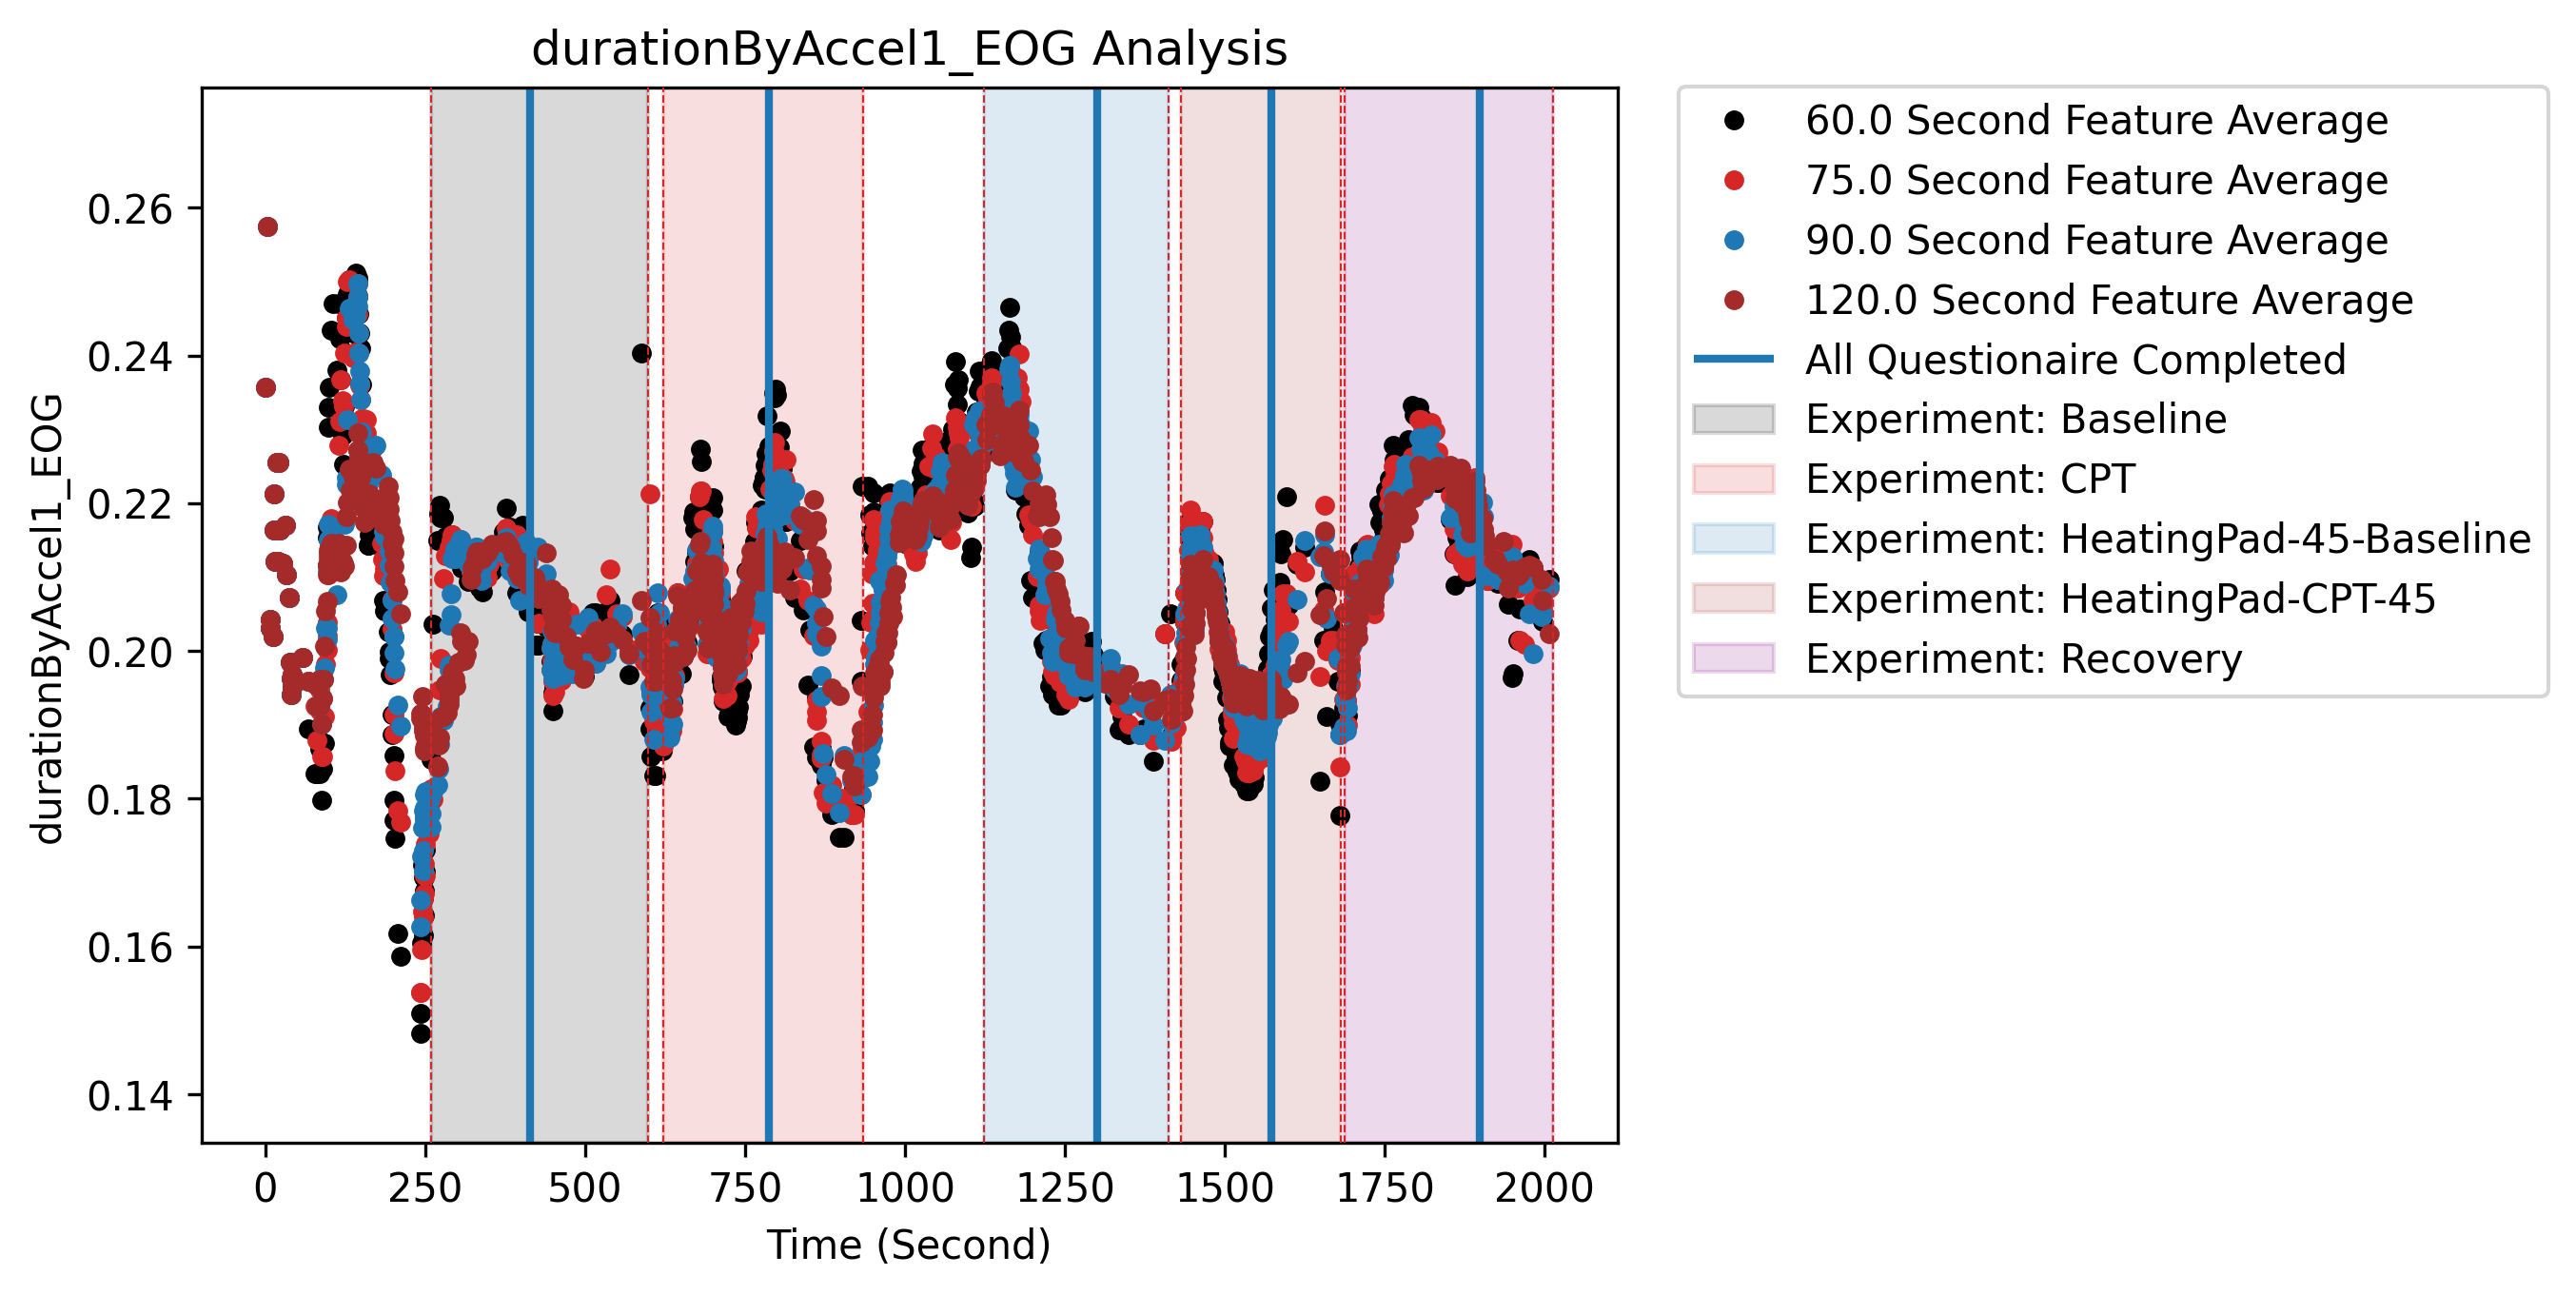 durationByAccel1_EOG Analysis
durationByAccel1_EOG
0.26
0.24
0.22
0.20
0.18
0.16
0.14
0 250 500 750 1000 1250 1500 1750 2000
Time (Second)
60.0 Second Feature Average
75.0 Second Feature Average
90.0 Second Feature Average
120.0 Second Feature Average
All Questionaire Completed
Experiment: Baseline
Experiment: CPT
Experiment: HeatingPad-45-Baseline
Experiment: HeatingPad-CPT-45
Experiment: Recovery